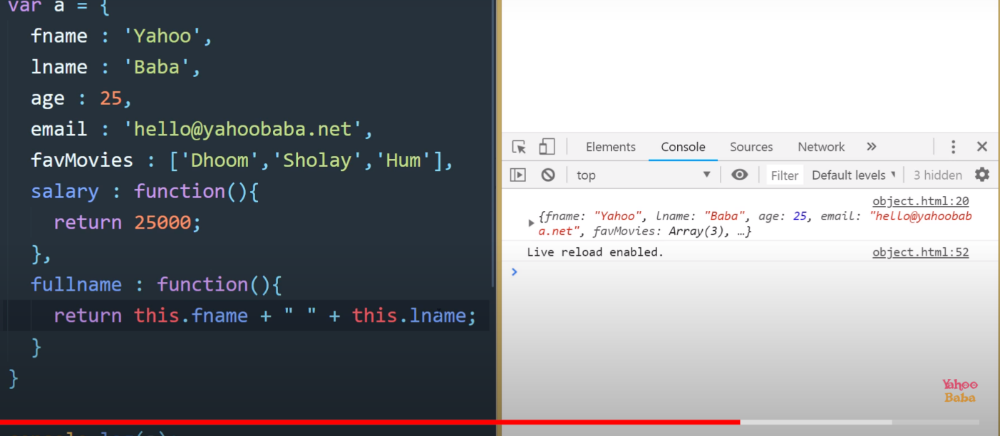 var a = {
fname : 'Yahoo',
lname : 'Baba',
age : 25,
email : 'hello@yahoobaba.net',
favMovies : ['Dhoom','Sholay','Hum'],
salary : function(){
return 25000;
},
fullname : function(){
return this.fname + " " + this.lname;
}
}
Elements Console Sources Network »
top ▼ Filter Default levels 3 hidden
object.html:20
{fname: "Yahoo", lname: "Baba", age: 25, email: "hello@yahoobab
a.net", favMovies: Array(3), …}
Live reload enabled. object.html:52
Yahoo
Baba